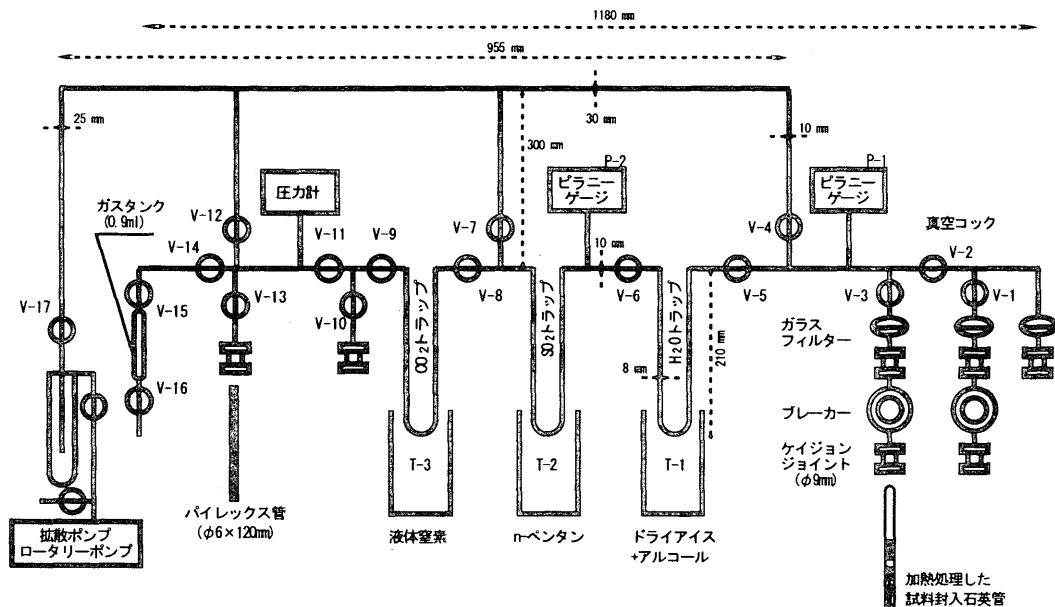 1180 mm
955 mm
25 mm
30 mm
10 mm
300 mm
P-2
P-1
ピラニー
ゲージ
ピラニー
ゲージ
圧力計
ガスタンク
(0.9ml)
V-12
V-11
V-9
V-7
V-4
真空コック
V-14
10 mm
V-2
V-17
V-15
V-13
V-10
V-8
V-6
V-5
V-3
V-1
CO₂トラップ
SO₂トラップ
H₂Oトラップ
210 mm
8 mm
ガラス
フィルター
V-16
ブレーカー
T-3
T-2
T-1
ケイジョン
ジョイント
(φ9mm)
パイレックス管
(φ6×120mm)
液体窒素
n-ペンタン
ドライアイス
+アルコール
拡散ポンプ
ロータリーポンプ
加熱処理した
試料封入石英管